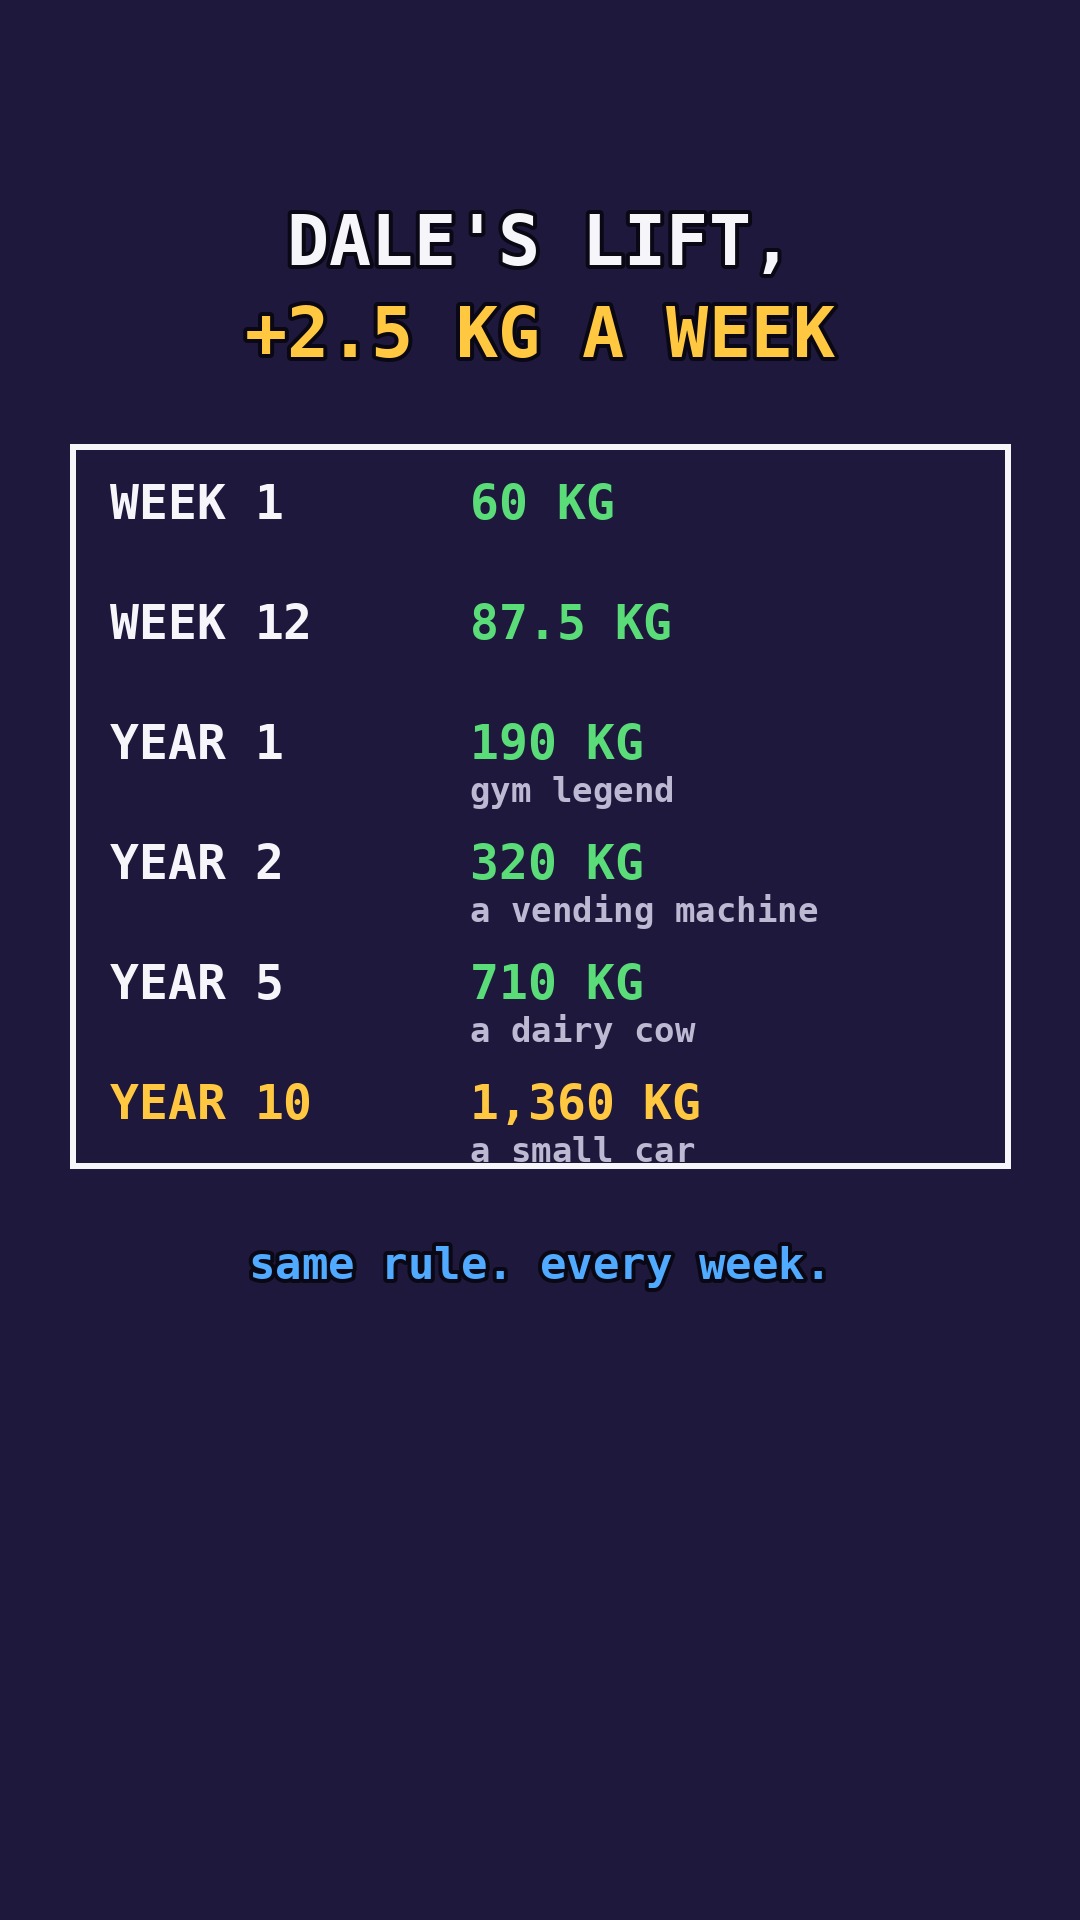 DALE'S LIFT,
+2.5 KG A WEEK
WEEK 1 60 KG
WEEK 12 87.5 KG
YEAR 1 190 KG
gym legend
YEAR 2 320 KG
a vending machine
YEAR 5 710 KG
a dairy cow
YEAR 10 1,360 KG
a small car
same rule. every week.